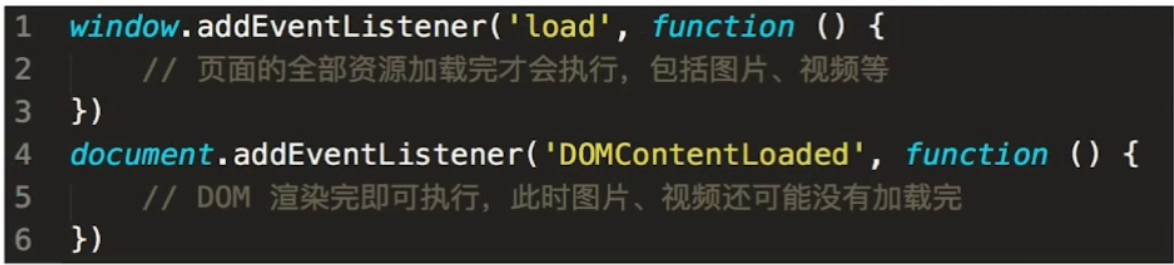 1 window.addEventListener('load', function () {
2     // 页面的全部资源加载完才会执行，包括图片、视频等
3 })
4 document.addEventListener('DOMContentLoaded', function () {
5     // DOM 渲染完即可执行，此时图片、视频还可能没有加载完
6 })